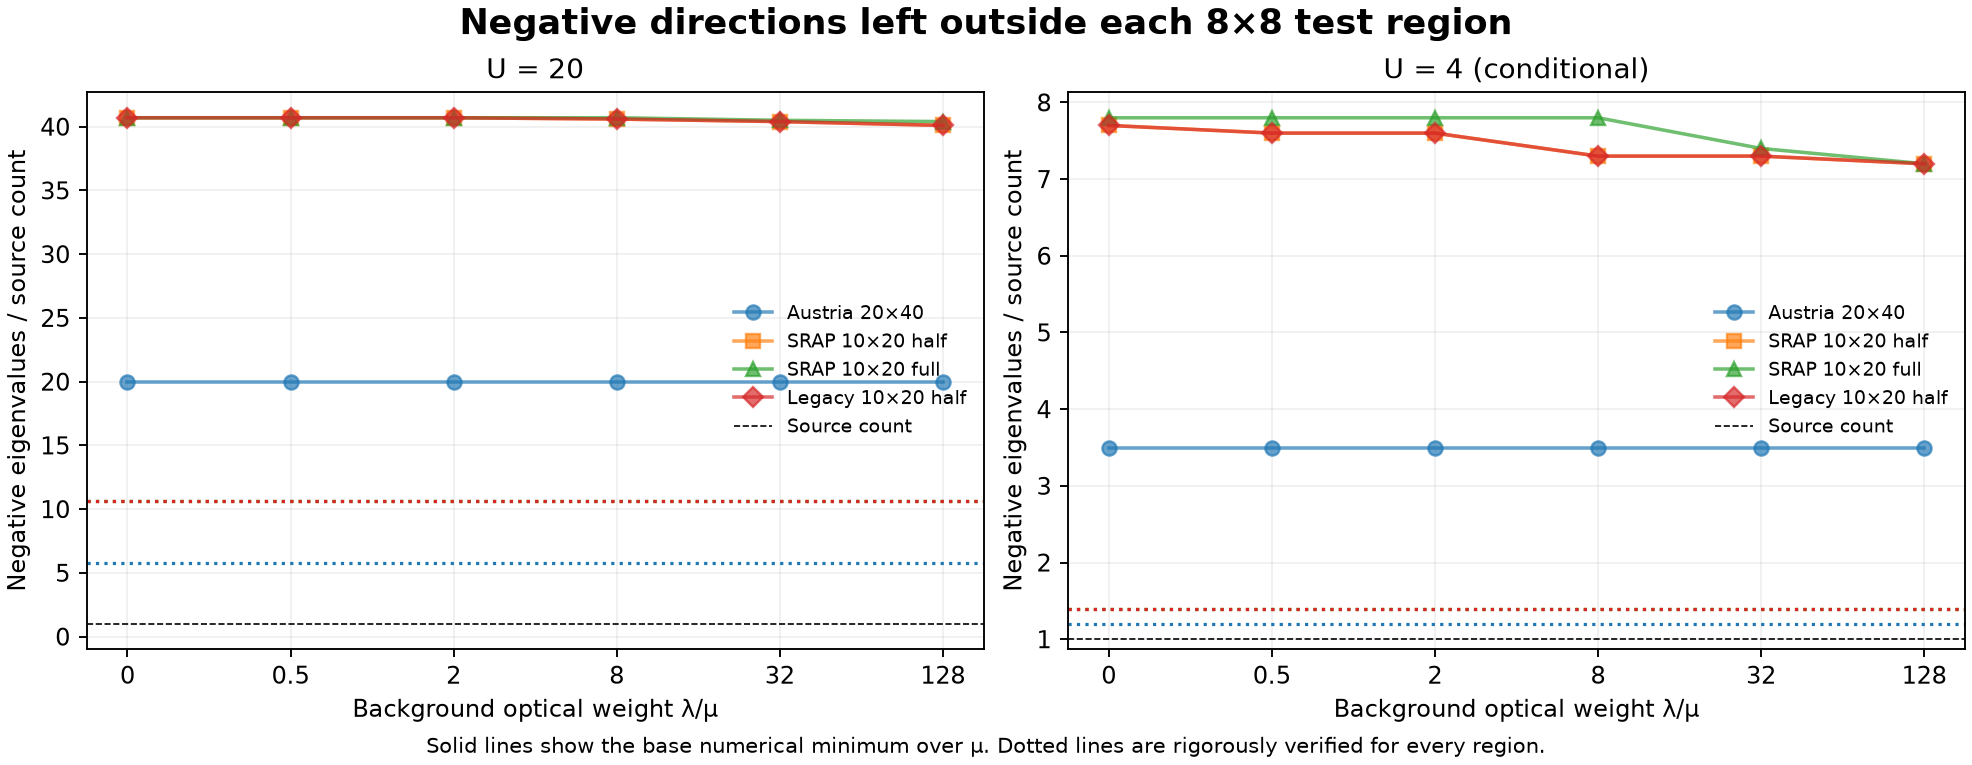 Negative directions left outside each 8×8 test region
U = 20
Negative eigenvalues / source count
40
35
30
25
20
15
10
5
0
Austria 20×40
SRAP 10×20 half
SRAP 10×20 full
Legacy 10×20 half
Source count
0 0.5 2 8 32 128
Background optical weight λ/μ
U = 4 (conditional)
Negative eigenvalues / source count
8
7
6
5
4
3
2
1
Austria 20×40
SRAP 10×20 half
SRAP 10×20 full
Legacy 10×20 half
Source count
0 0.5 2 8 32 128
Background optical weight λ/μ
Solid lines show the base numerical minimum over μ. Dotted lines are rigorously verified for every region.